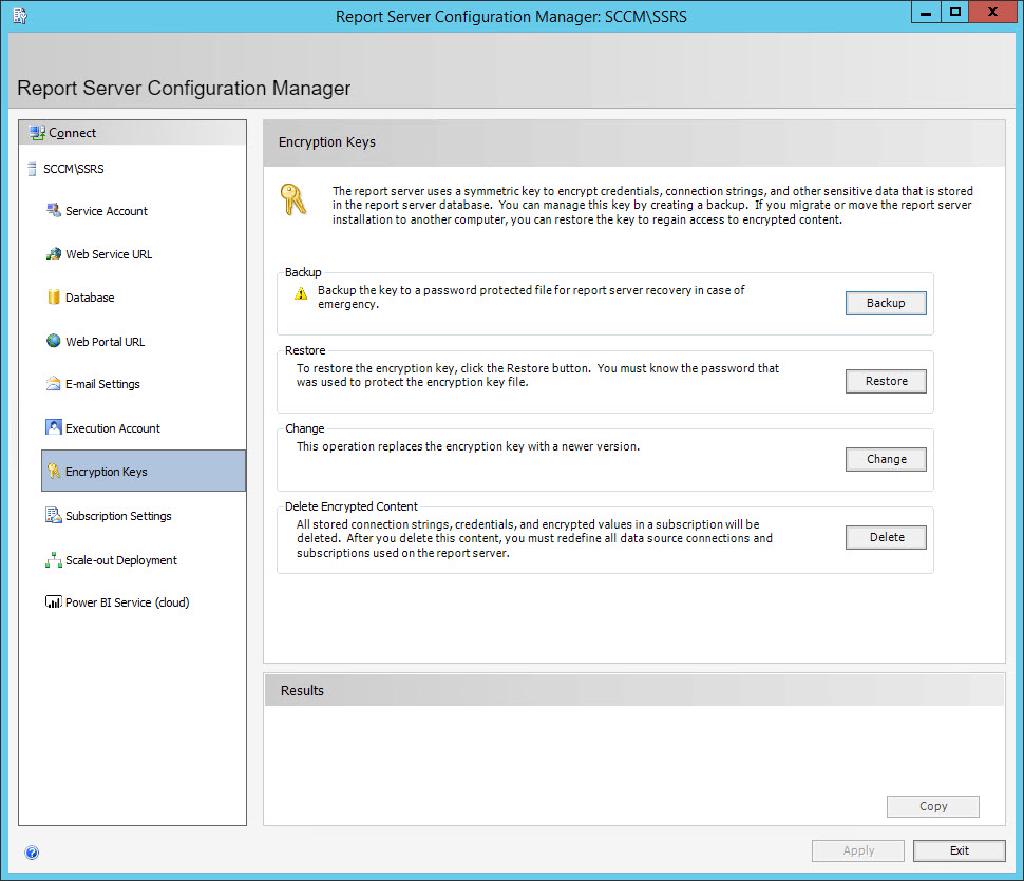 Report Server Configuration Manager: SCCM\SSRS
Report Server Configuration Manager
Connect
SCCM\SSRS
Service Account
Web Service URL
Database
Web Portal URL
E-mail Settings
Execution Account
Encryption Keys
Subscription Settings
Scale-out Deployment
Power BI Service (cloud)
Encryption Keys
The report server uses a symmetric key to encrypt credentials, connection strings, and other sensitive data that is stored
in the report server database. You can manage this key by creating a backup. If you migrate or move the report server
installation to another computer, you can restore the key to regain access to encrypted content.
Backup
Backup the key to a password protected file for report server recovery in case of
emergency.
Backup
Restore
To restore the encryption key, click the Restore button. You must know the password that
was used to protect the encryption key file.
Restore
Change
This operation replaces the encryption key with a newer version.
Change
Delete Encrypted Content
All stored connection strings, credentials, and encrypted values in a subscription will be
deleted. After you delete this content, you must redefine all data source connections and
subscriptions used on the report server.
Delete
Results
Copy
Apply
Exit